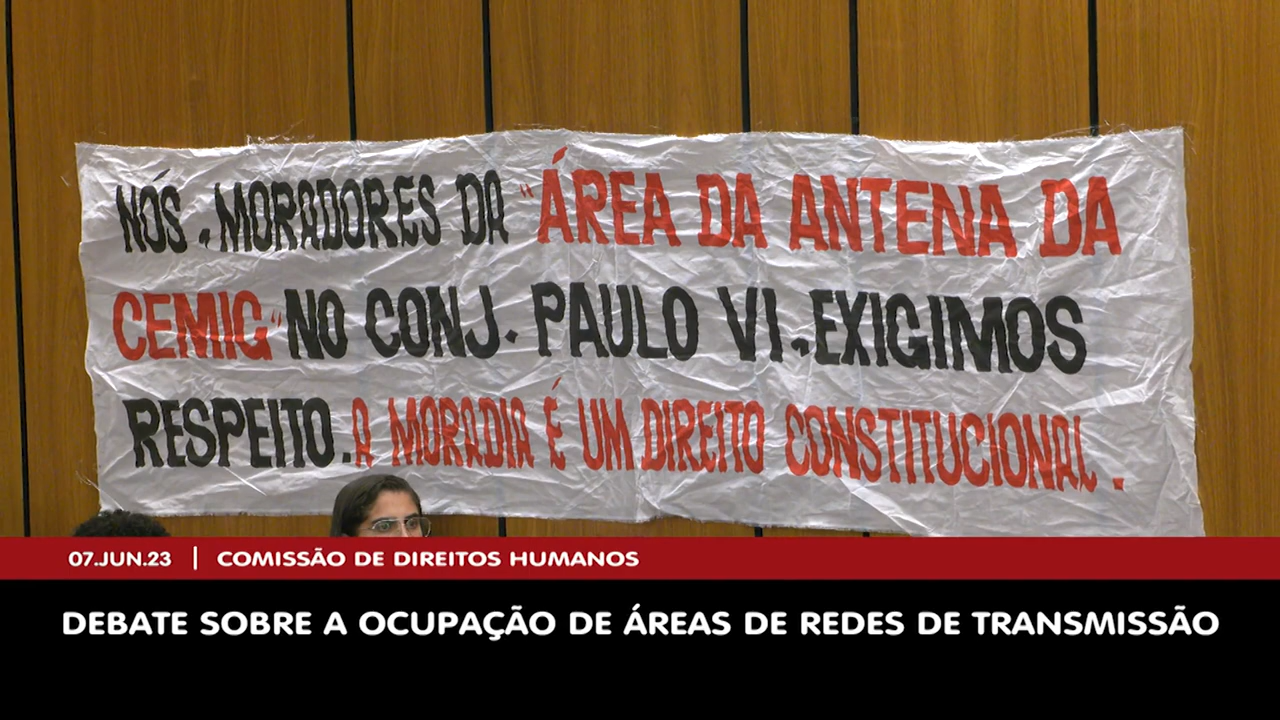 NÓS.MORADORES DA "ÁREA DA ANTENA DA
CEMIG" NO CONJ. PAULO VI.EXIGIMOS
RESPEITO.A MORADIA É UM DIREITO CONSTITUCIONAL.
07.JUN.23 | COMISSÃO DE DIREITOS HUMANOS
DEBATE SOBRE A OCUPAÇÃO DE ÁREAS DE REDES DE TRANSMISSÃO